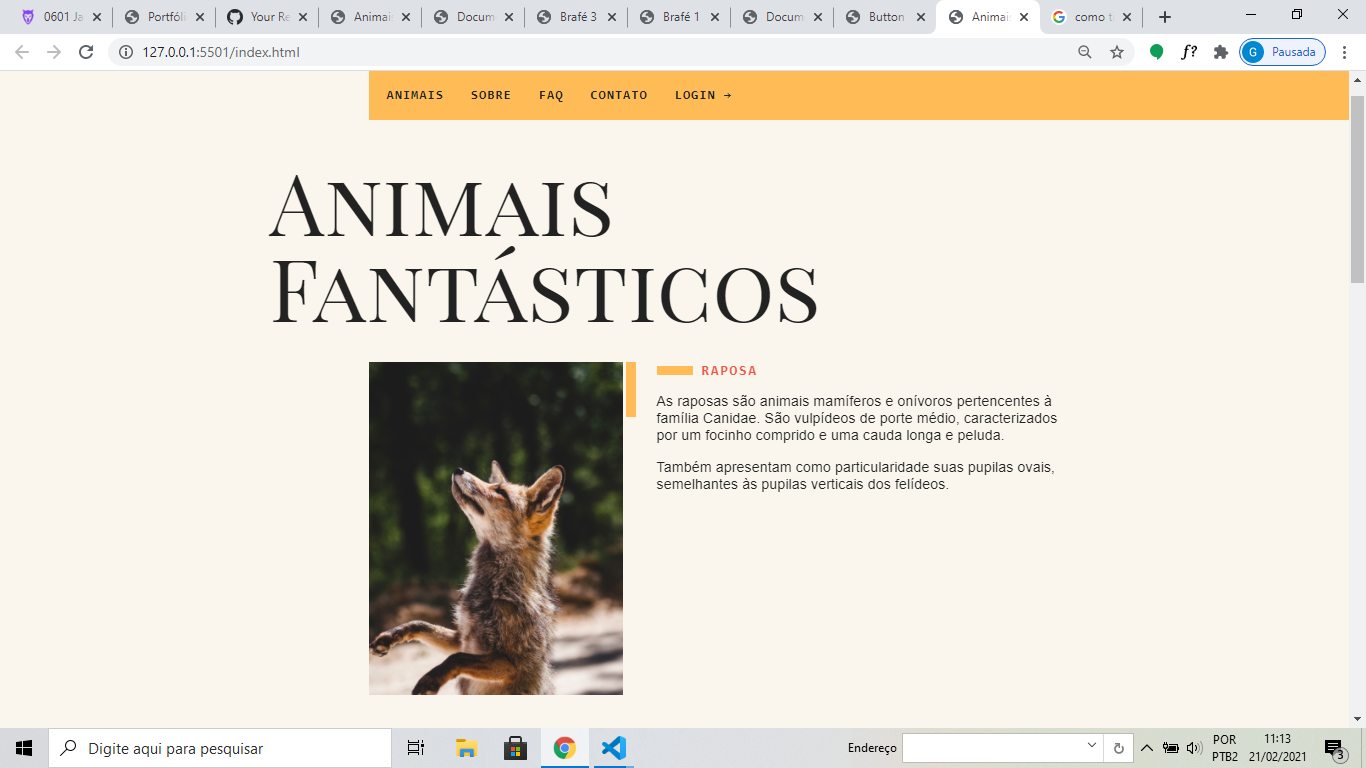 0601 Ja
Portfóli
Your Re
Animai
Docum
Brafé 3
Brafé 1
Docum
Button
Animai
como t
127.0.0.1:5501/index.html
f?
G Pausada
ANIMAIS SOBRE FAQ CONTATO LOGIN →
ANIMAIS
FANTÁSTICOS
RAPOSA
As raposas são animais mamíferos e onívoros pertencentes à
família Canidae. São vulpídeos de porte médio, caracterizados
por um focinho comprido e uma cauda longa e peluda.
Também apresentam como particularidade suas pupilas ovais,
semelhantes às pupilas verticais dos felídeos.
Digite aqui para pesquisar
Endereço
POR
PTB2
11:13
21/02/2021
3